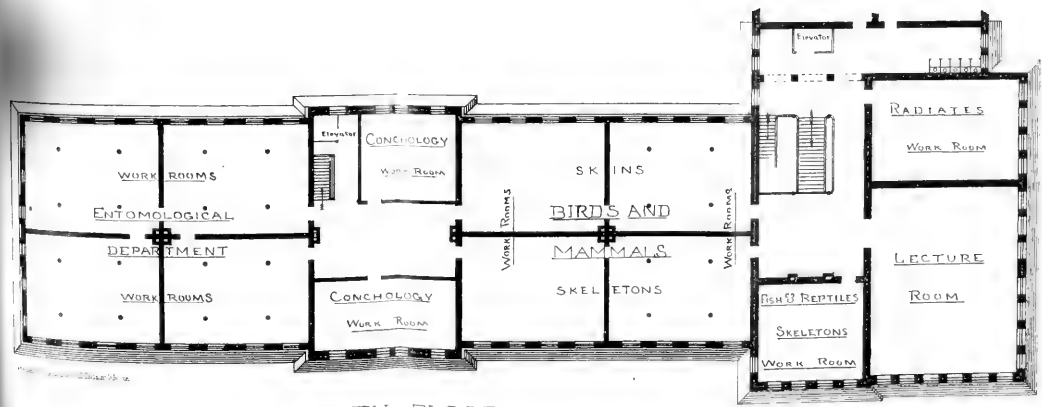 Elevator
RADIATES
WORK ROOM
Elevator
CONCHOLOGY
WORK ROOM
WORK ROOMS
ENTOMOLOGICAL
DEPARTMENT
WORK ROOMS
CONCHOLOGY
WORK ROOM
SKINS
WORK ROOMS
BIRDS AND
MAMMALS
WORK ROOMS
SKELETONS
LECTURE
ROOM
FISH & REPTILES
SKELETONS
WORK ROOM